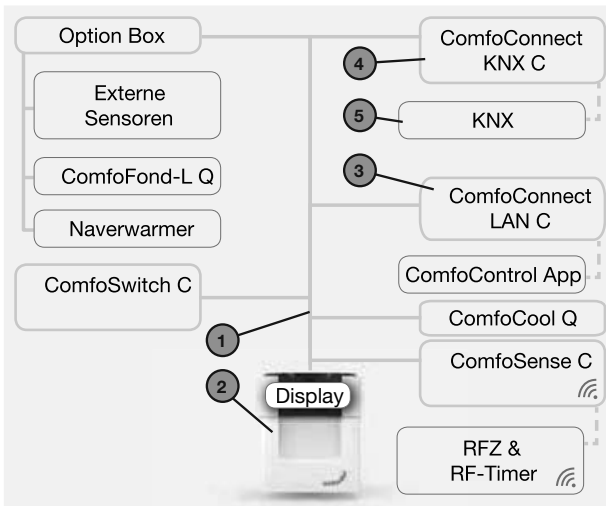 Option Box
Externe
Sensoren
ComfoFond-L Q
Naverwarmer
ComfoSwitch C
ComfoConnect
KNX C
4
5
KNX
3
ComfoConnect
LAN C
ComfoControl App
ComfoCool Q
ComfoSense C
1
2
Display
RFZ &
RF-Timer